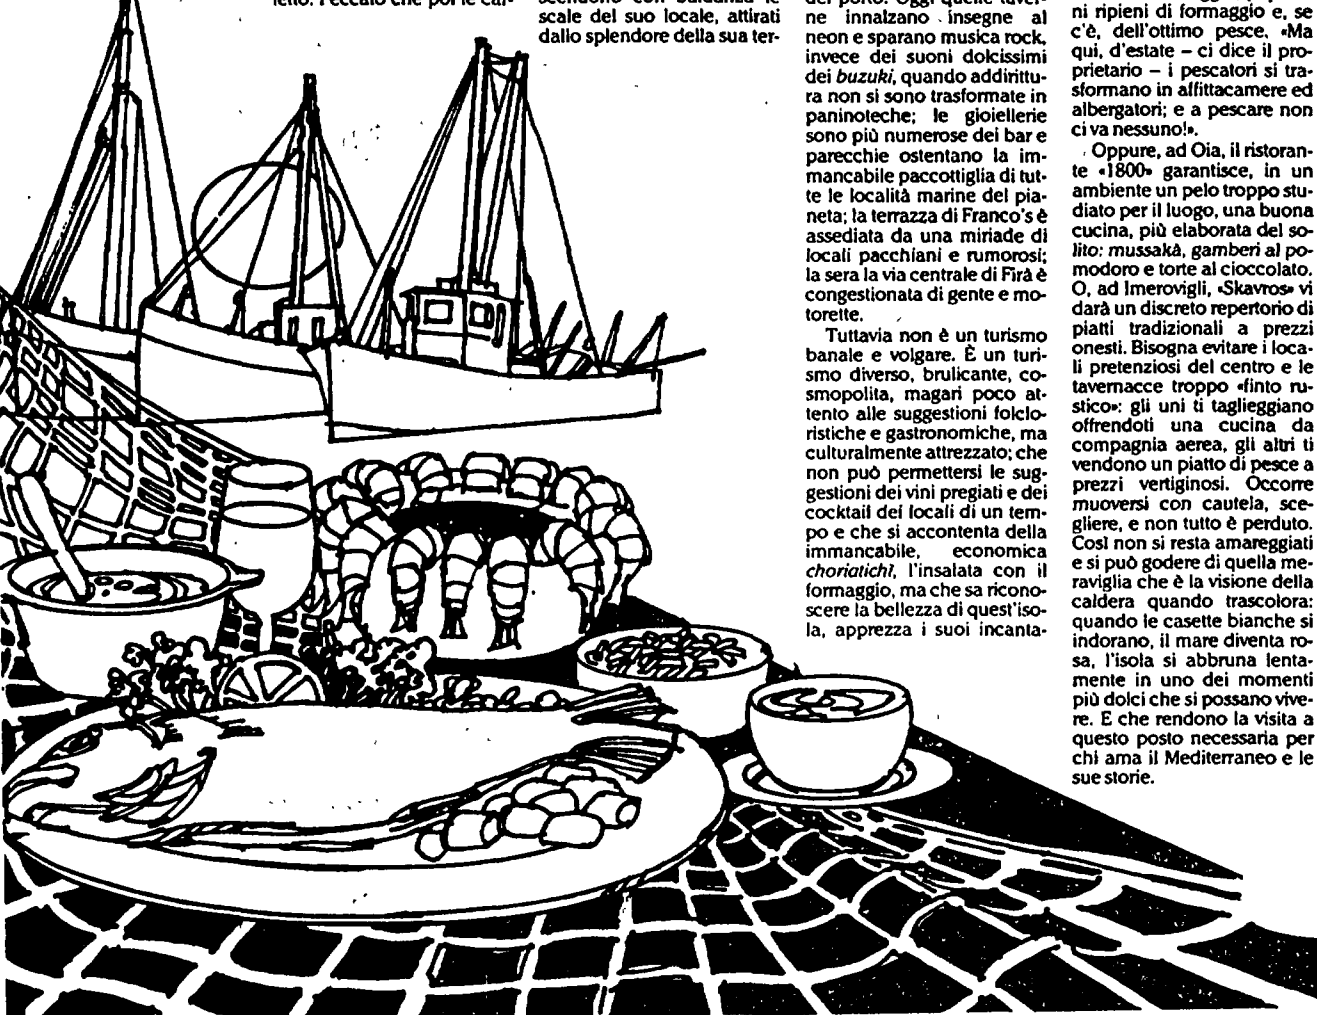 letto. Peccato che poi le cal-
scendono con baldanza le
scale del suo locale, attirati
dallo splendore della sua ter-
del porto. Oggi quelle taver-
ne innalzano insegne al
neon e sparano musica rock,
invece dei suoni dolcissimi
dei buzuki, quando addirittu-
ra non si sono trasformate in
paninoteche; le gioiellerie
sono più numerose dei bar e
parecchie ostentano la im-
mancabile paccottiglia di tut-
te le località marine del pia-
neta; la terrazza di Franco's è
assediata da una miriade di
locali pacchiani e rumorosi;
la sera la via centrale di Firà è
congestionata di gente e mo-
torette.
Tuttavia non è un turismo
banale e volgare. È un turi-
smo diverso, brulicante, co-
smopolita, magari poco at-
tento alle suggestioni folclo-
ristiche e gastronomiche, ma
culturalmente attrezzato; che
non può permettersi le sug-
gestioni dei vini pregiati e dei
cocktail dei locali di un tem-
po e che si accontenta della
immancabile, economica
choriatichì, l'insalata con il
formaggio, ma che sa ricono-
scere la bellezza di quest'iso-
la, apprezza i suoi incanta-
ni ripieni di formaggio e, se
c'è, dell'ottimo pesce. «Ma
qui, d'estate – ci dice il pro-
prietario – i pescatori si tra-
sformano in affittacamere ed
albergatori; e a pescare non
ci va nessuno!».
Oppure, ad Oia, il ristoran-
te «1800» garantisce, in un
ambiente un pelo troppo stu-
diato per il luogo, una buona
cucina, più elaborata del so-
lito: mussakà, gamberi al po-
modoro e torte al cioccolato.
O, ad Imerovigli, «Skavros» vi
darà un discreto repertorio di
piatti tradizionali a prezzi
onesti. Bisogna evitare i loca-
li pretenziosi del centro e le
tavernacce troppo «finto ru-
stico»: gli uni ti taglieggiano
offrendoti una cucina da
compagnia aerea, gli altri ti
vendono un piatto di pesce a
prezzi vertiginosi. Occorre
muoversi con cautela, sce-
gliere, e non tutto è perduto.
Così non si resta amareggiati
e si può godere di quella me-
raviglia che è la visione della
caldera quando trascolora:
quando le casette bianche si
indorano, il mare diventa ro-
sa, l'isola si abbruna lenta-
mente in uno dei momenti
più dolci che si possano vive-
re. E che rendono la visita a
questo posto necessaria per
chi ama il Mediterraneo e le
sue storie.